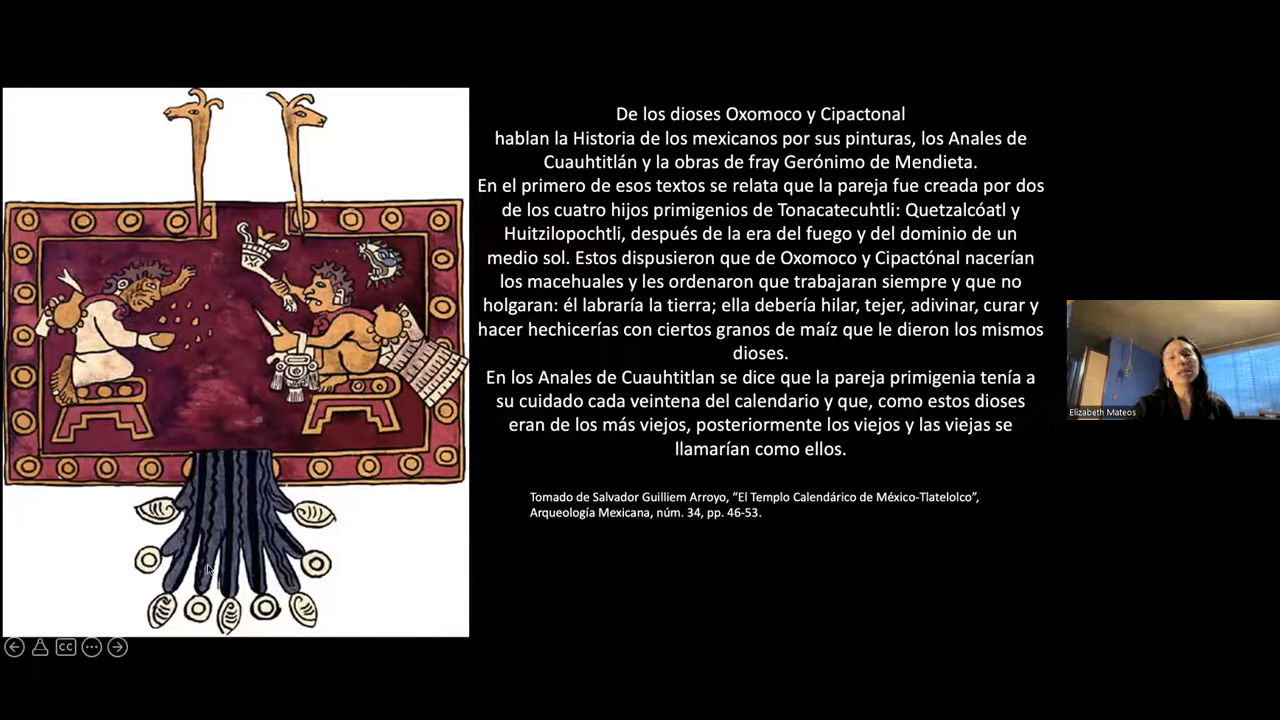 De los dioses Oxomoco y Cipactonal
hablan la Historia de los mexicanos por sus pinturas, los Anales de
Cuauhtitlán y la obras de fray Gerónimo de Mendieta.
En el primero de esos textos se relata que la pareja fue creada por dos
de los cuatro hijos primigenios de Tonacatecuhtli: Quetzalcóatl y
Huitzilopochtli, después de la era del fuego y del dominio de un
medio sol. Estos dispusieron que de Oxomoco y Cipactónal nacerían
los macehuales y les ordenaron que trabajaran siempre y que no
holgaran: él labraría la tierra; ella debería hilar, tejer, adivinar, curar y
hacer hechicerías con ciertos granos de maíz que le dieron los mismos
dioses.
En los Anales de Cuauhtitlan se dice que la pareja primigenia tenía a
su cuidado cada veintena del calendario y que, como estos dioses
eran de los más viejos, posteriormente los viejos y las viejas se
llamarían como ellos.
Tomado de Salvador Guilliem Arroyo, “El Templo Calendárico de México-Tlatelolco”,
Arqueología Mexicana, núm. 34, pp. 46-53.
Elizabeth Mateos
CC